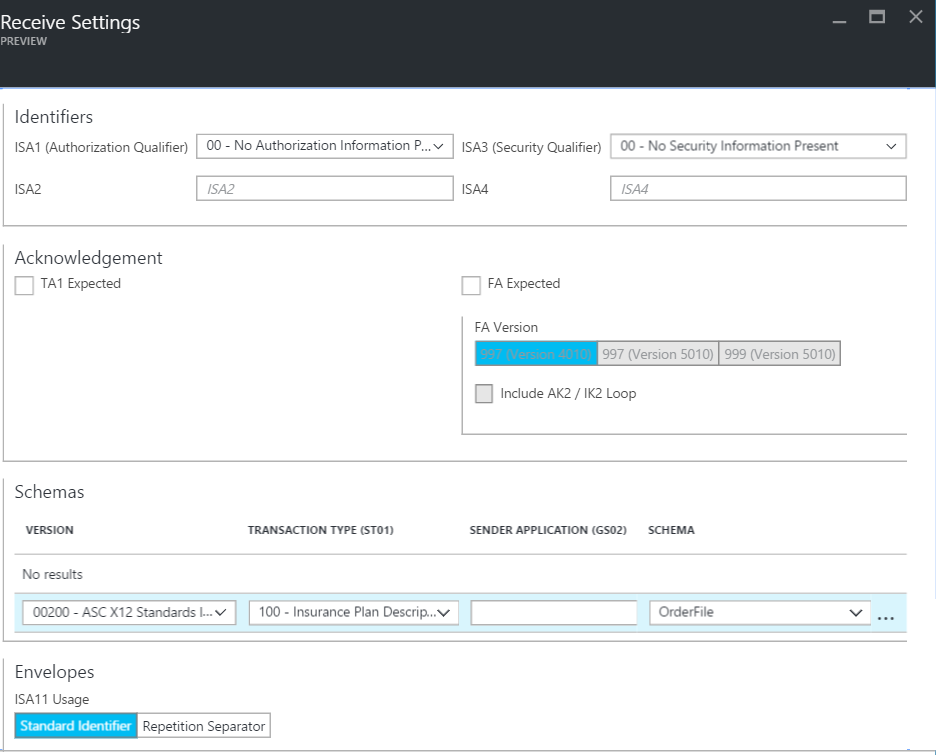 Receive Settings
PREVIEW
Identifiers
ISA1 (Authorization Qualifier) 00 - No Authorization Information P... ISA3 (Security Qualifier) 00 - No Security Information Present
ISA2 ISA2 ISA4 ISA4
Acknowledgement
TA1 Expected FA Expected
FA Version
997 (Version 4010) 997 (Version 5010) 999 (Version 5010)
Include AK2 / IK2 Loop
Schemas
VERSION TRANSACTION TYPE (ST01) SENDER APPLICATION (GS02) SCHEMA
No results
00200 - ASC X12 Standards I... 100 - Insurance Plan Descrip... OrderFile ...
Envelopes
ISA11 Usage
Standard Identifier Repetition Separator